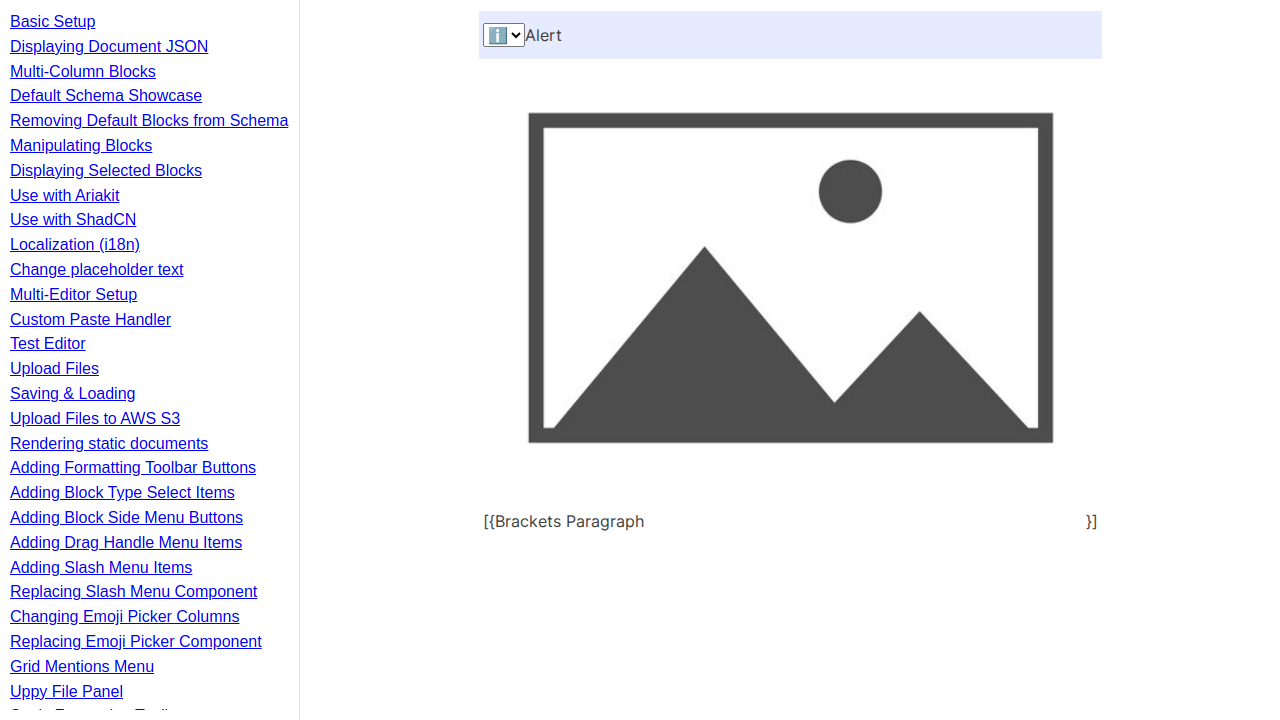 Basic Setup
Displaying Document JSON
Multi-Column Blocks
Default Schema Showcase
Removing Default Blocks from Schema
Manipulating Blocks
Displaying Selected Blocks
Use with Ariakit
Use with ShadCN
Localization (i18n)
Change placeholder text
Multi-Editor Setup
Custom Paste Handler
Test Editor
Upload Files
Saving & Loading
Upload Files to AWS S3
Rendering static documents
Adding Formatting Toolbar Buttons
Adding Block Type Select Items
Adding Block Side Menu Buttons
Adding Drag Handle Menu Items
Adding Slash Menu Items
Replacing Slash Menu Component
Changing Emoji Picker Columns
Replacing Emoji Picker Component
Grid Mentions Menu
Uppy File Panel
ℹ️ Alert
[{Brackets Paragraph }]